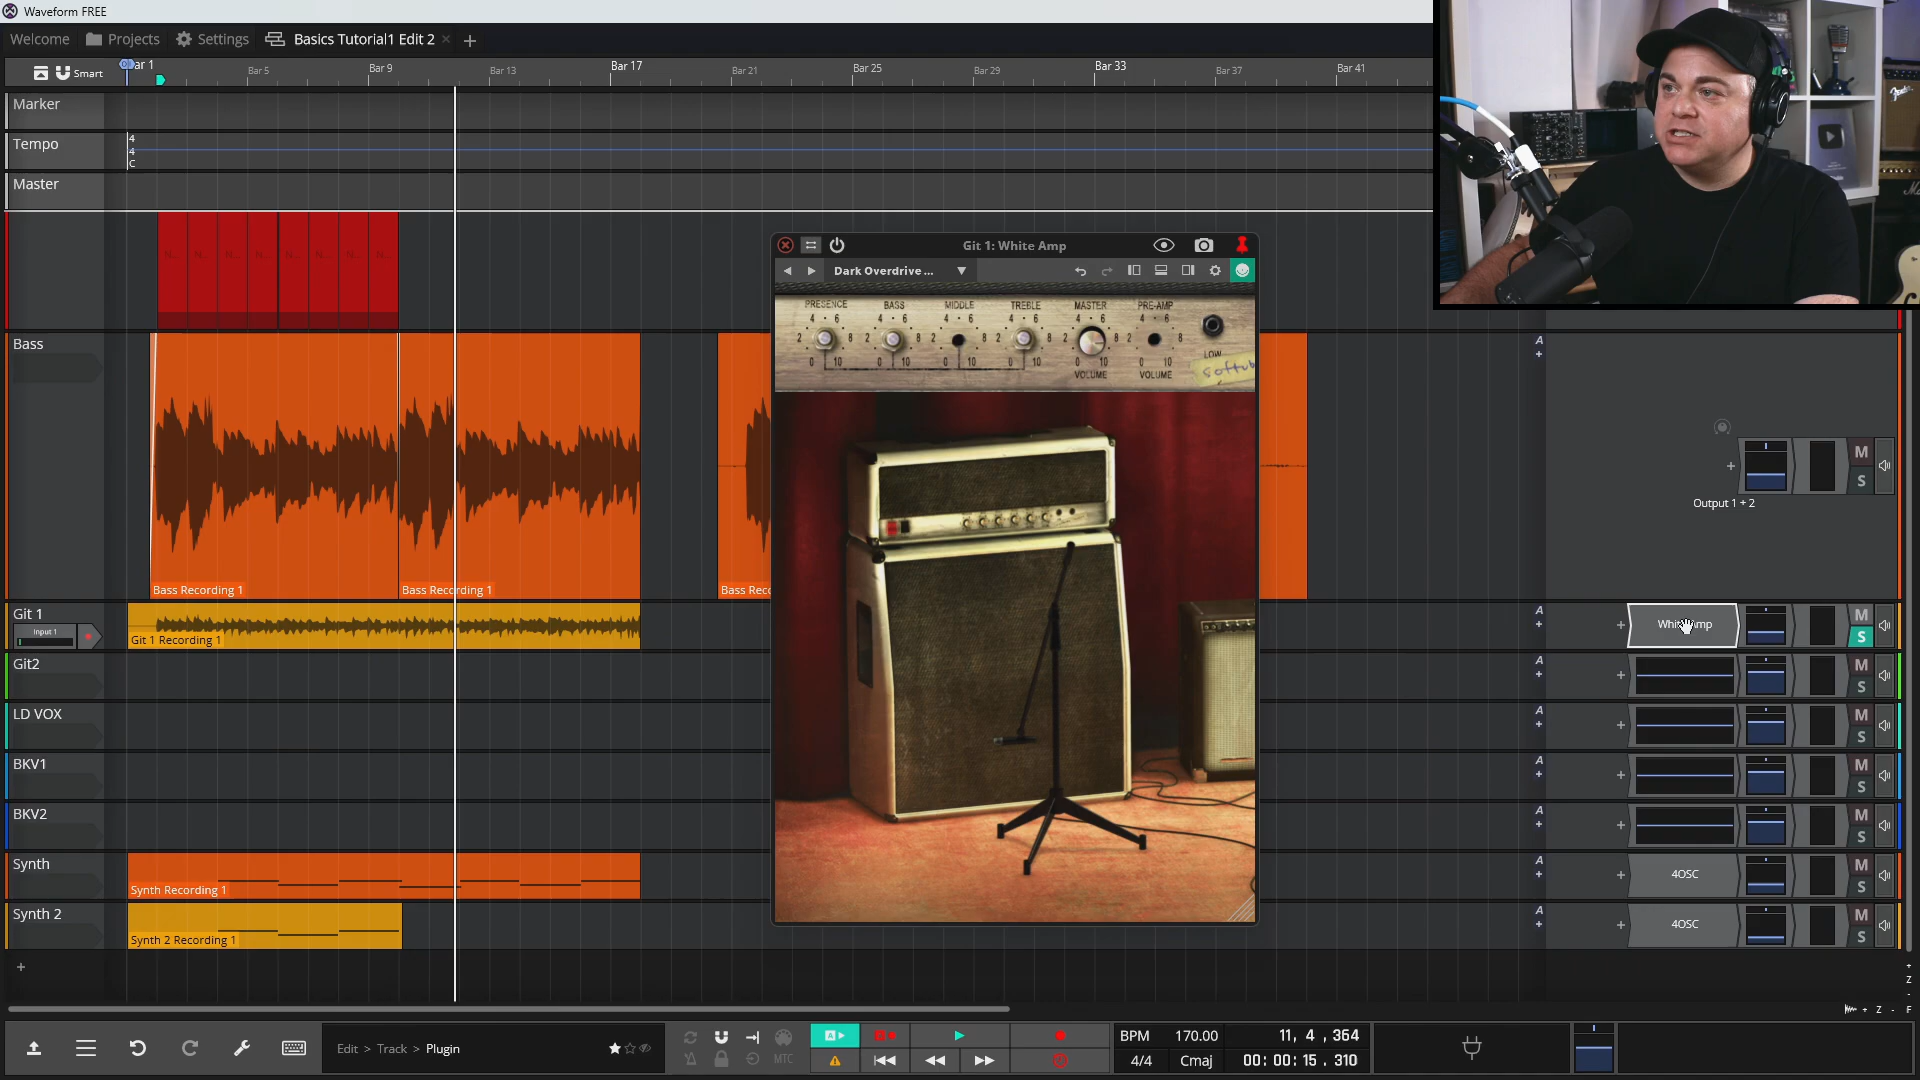 Waveform FREE
Welcome Projects Settings Basics Tutorial1 Edit 2 × +
Smart Bar 1 Bar 5 Bar 9 Bar 13 Bar 17 Bar 21 Bar 25 Bar 29 Bar 33 Bar 37 Bar 41
Marker
Tempo 4
4
C
Master
N... N... N... N... N... N... N... N...
Git 1: White Amp
Dark Overdrive ...
PRESENCE BASS MIDDLE TREBLE MASTER PRE-AMP
4 6 4 6 4 6 4 6 4 6 4 6
2 8 2 8 2 8 2 8 2 8 2 8
0 10 0 10 0 10 0 10 0 10 0 10
LOW
VOLUME VOLUME
Bass A
+
M
+
S
Output 1 + 2
Bass Recording 1 Bass Recording 1 Bass Rec
Git 1 A M
Input 1 + +
Git 1 Recording 1 S
Git2 A M
+ +
S
LD VOX A M
+ +
S
BKV1 A M
+ +
S
BKV2 A M
+ +
S
Synth A M
+ + 4OSC
Synth Recording 1 S
Synth 2 A M
+ + 4OSC
Synth 2 Recording 1 S
+
+
Z
-
+ Z - F
Edit > Track > Plugin
MTC
BPM 170.00 11, 4 , 364
4/4 Cmaj 00: 00: 15 . 310